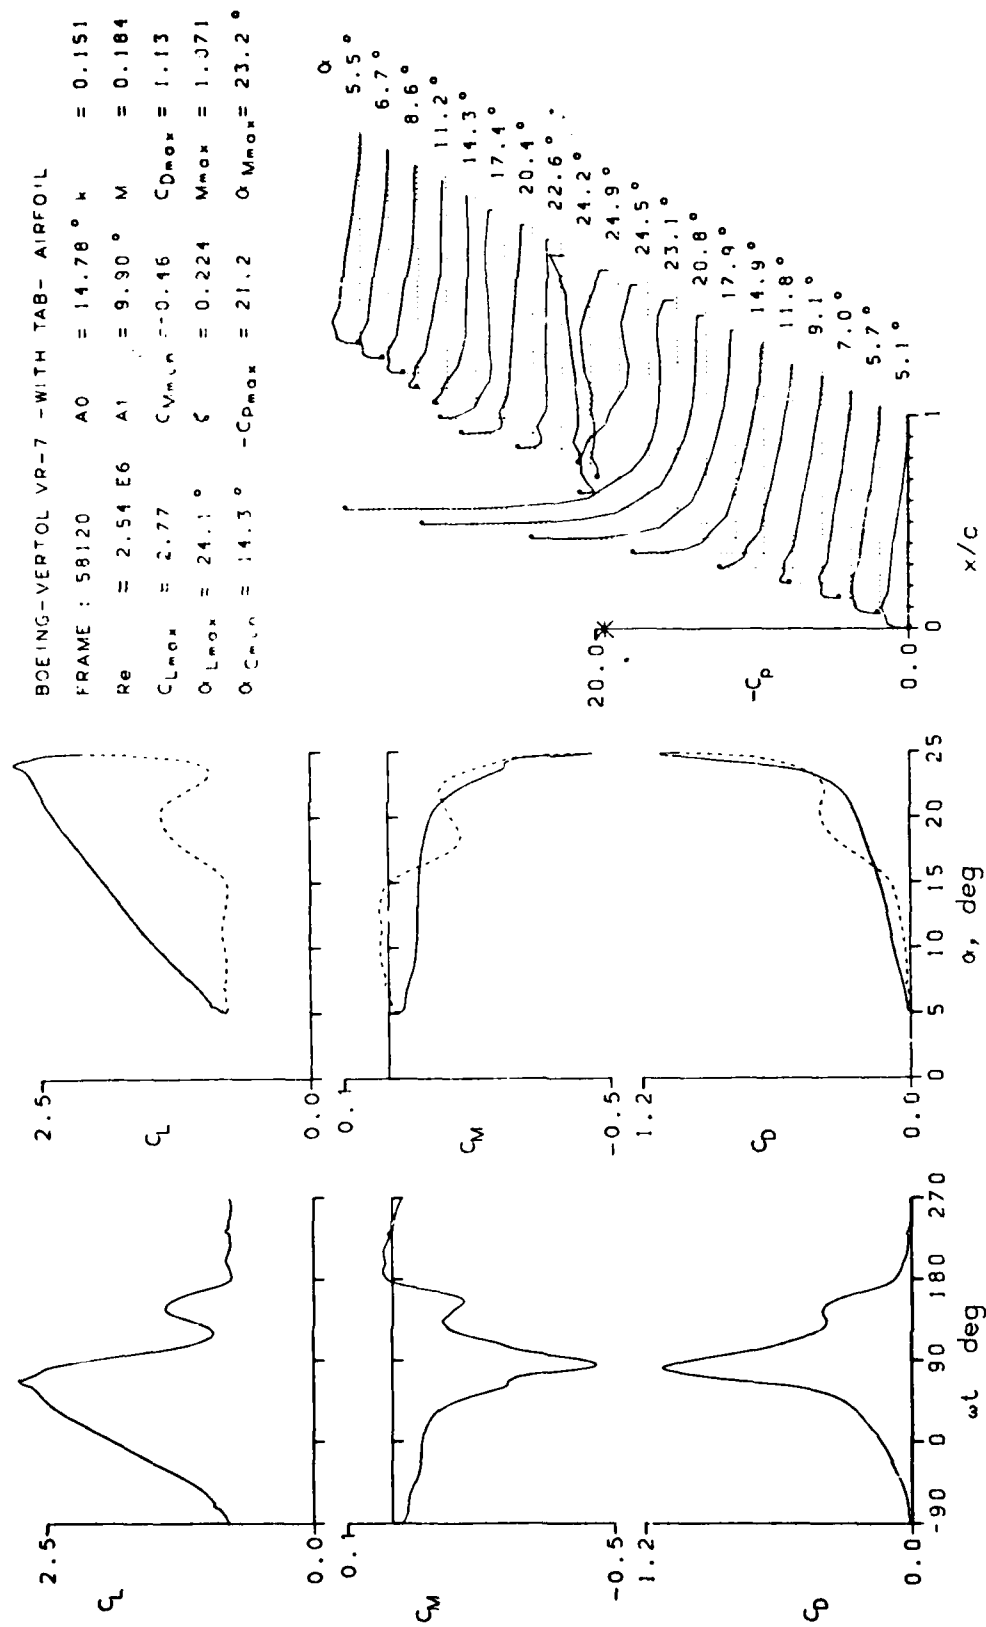 BOEING-VERTOL VR-7 -WITH TAB- AIRFOIL
FRAME : 58120 A0 = 14.78° k = 0.151
Re = 2.54 E6 A1 = 9.90° M = 0.184
CLmax = 2.77 = -0.46 CDmax = 1.13
αLmax = 24.1° ζ = 0.224 Mmax = 1.071
= 14.3° -CPmax = 21.2 αMmax = 23.2°
2.5
CL
0.0
0.1
CM
-0.5
1.2
CD
0.0
-90 0 90 180 270
ωt deg
2.5
CL
0.0
0.1
CM
-0.5
1.2
CD
0.0
0 5 10 15 20 25
α, deg
α
5.5°
6.7°
8.6°
11.2°
14.3°
17.4°
20.4°
22.6°
24.2°
24.9°
24.5°
23.1°
20.8°
17.9°
14.9°
11.8°
9.1°
7.0°
5.7°
5.1°
20.0
-Cp
0.0
0 1
x/c